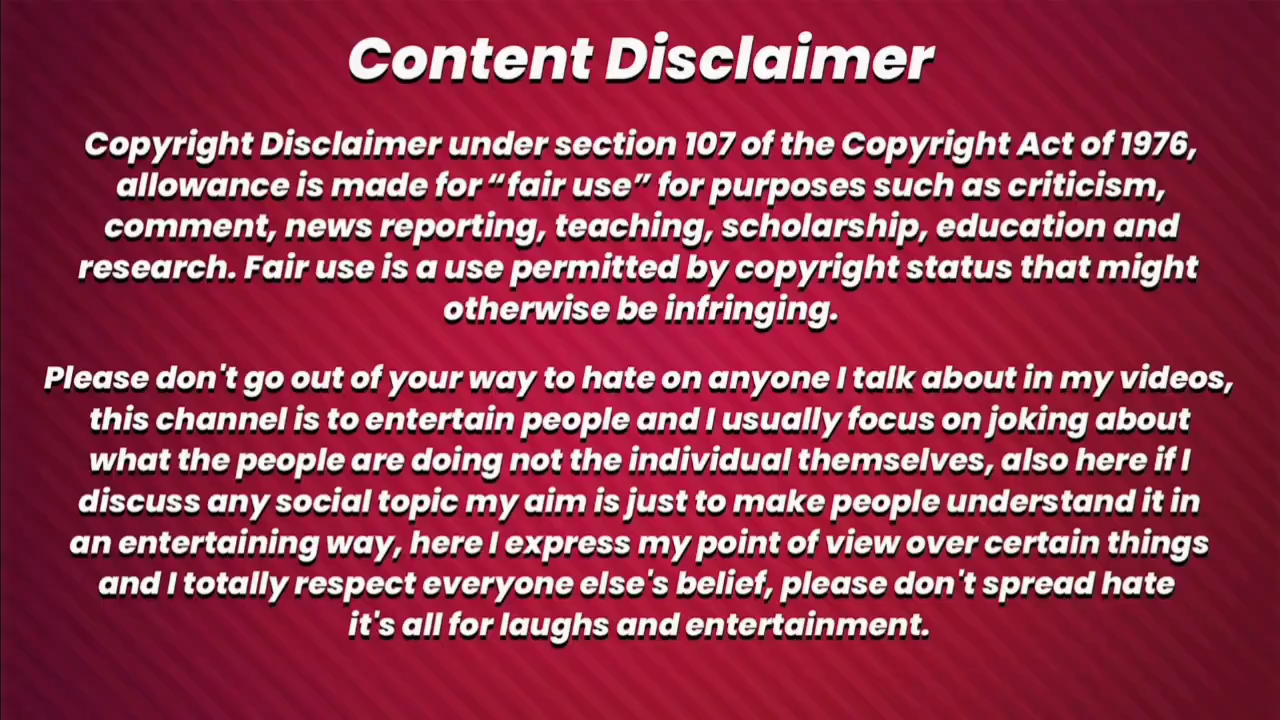 Content Disclaimer
Copyright Disclaimer under section 107 of the Copyright Act of 1976,
allowance is made for “fair use” for purposes such as criticism,
comment, news reporting, teaching, scholarship, education and
research. Fair use is a use permitted by copyright status that might
otherwise be infringing.
Please don't go out of your way to hate on anyone I talk about in my videos,
this channel is to entertain people and I usually focus on joking about
what the people are doing not the individual themselves, also here if I
discuss any social topic my aim is just to make people understand it in
an entertaining way, here I express my point of view over certain things
and I totally respect everyone else's belief, please don't spread hate
it's all for laughs and entertainment.